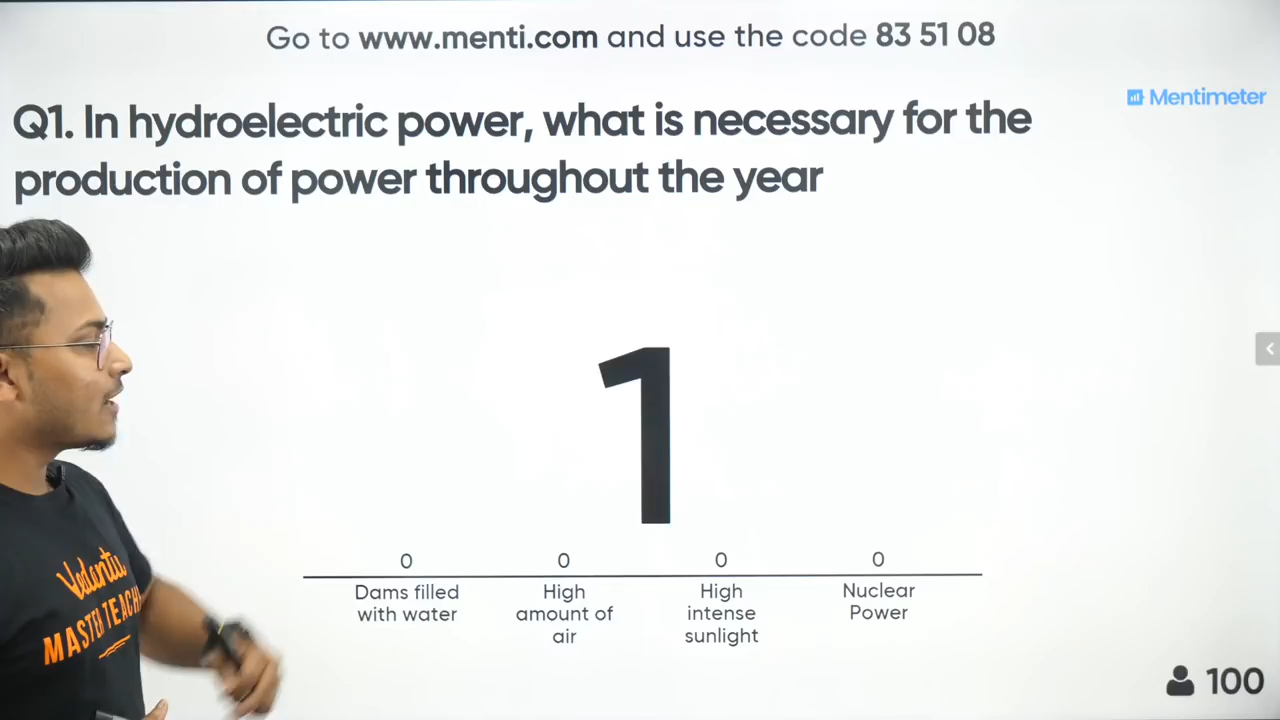 Go to www.menti.com and use the code 83 51 08
Mentimeter
Q1. In hydroelectric power, what is necessary for the
production of power throughout the year
1
0
0
0
0
Dams filled
with water
High
amount of
air
High
intense
sunlight
Nuclear
Power
Vedantu
MASTER TEACH
100